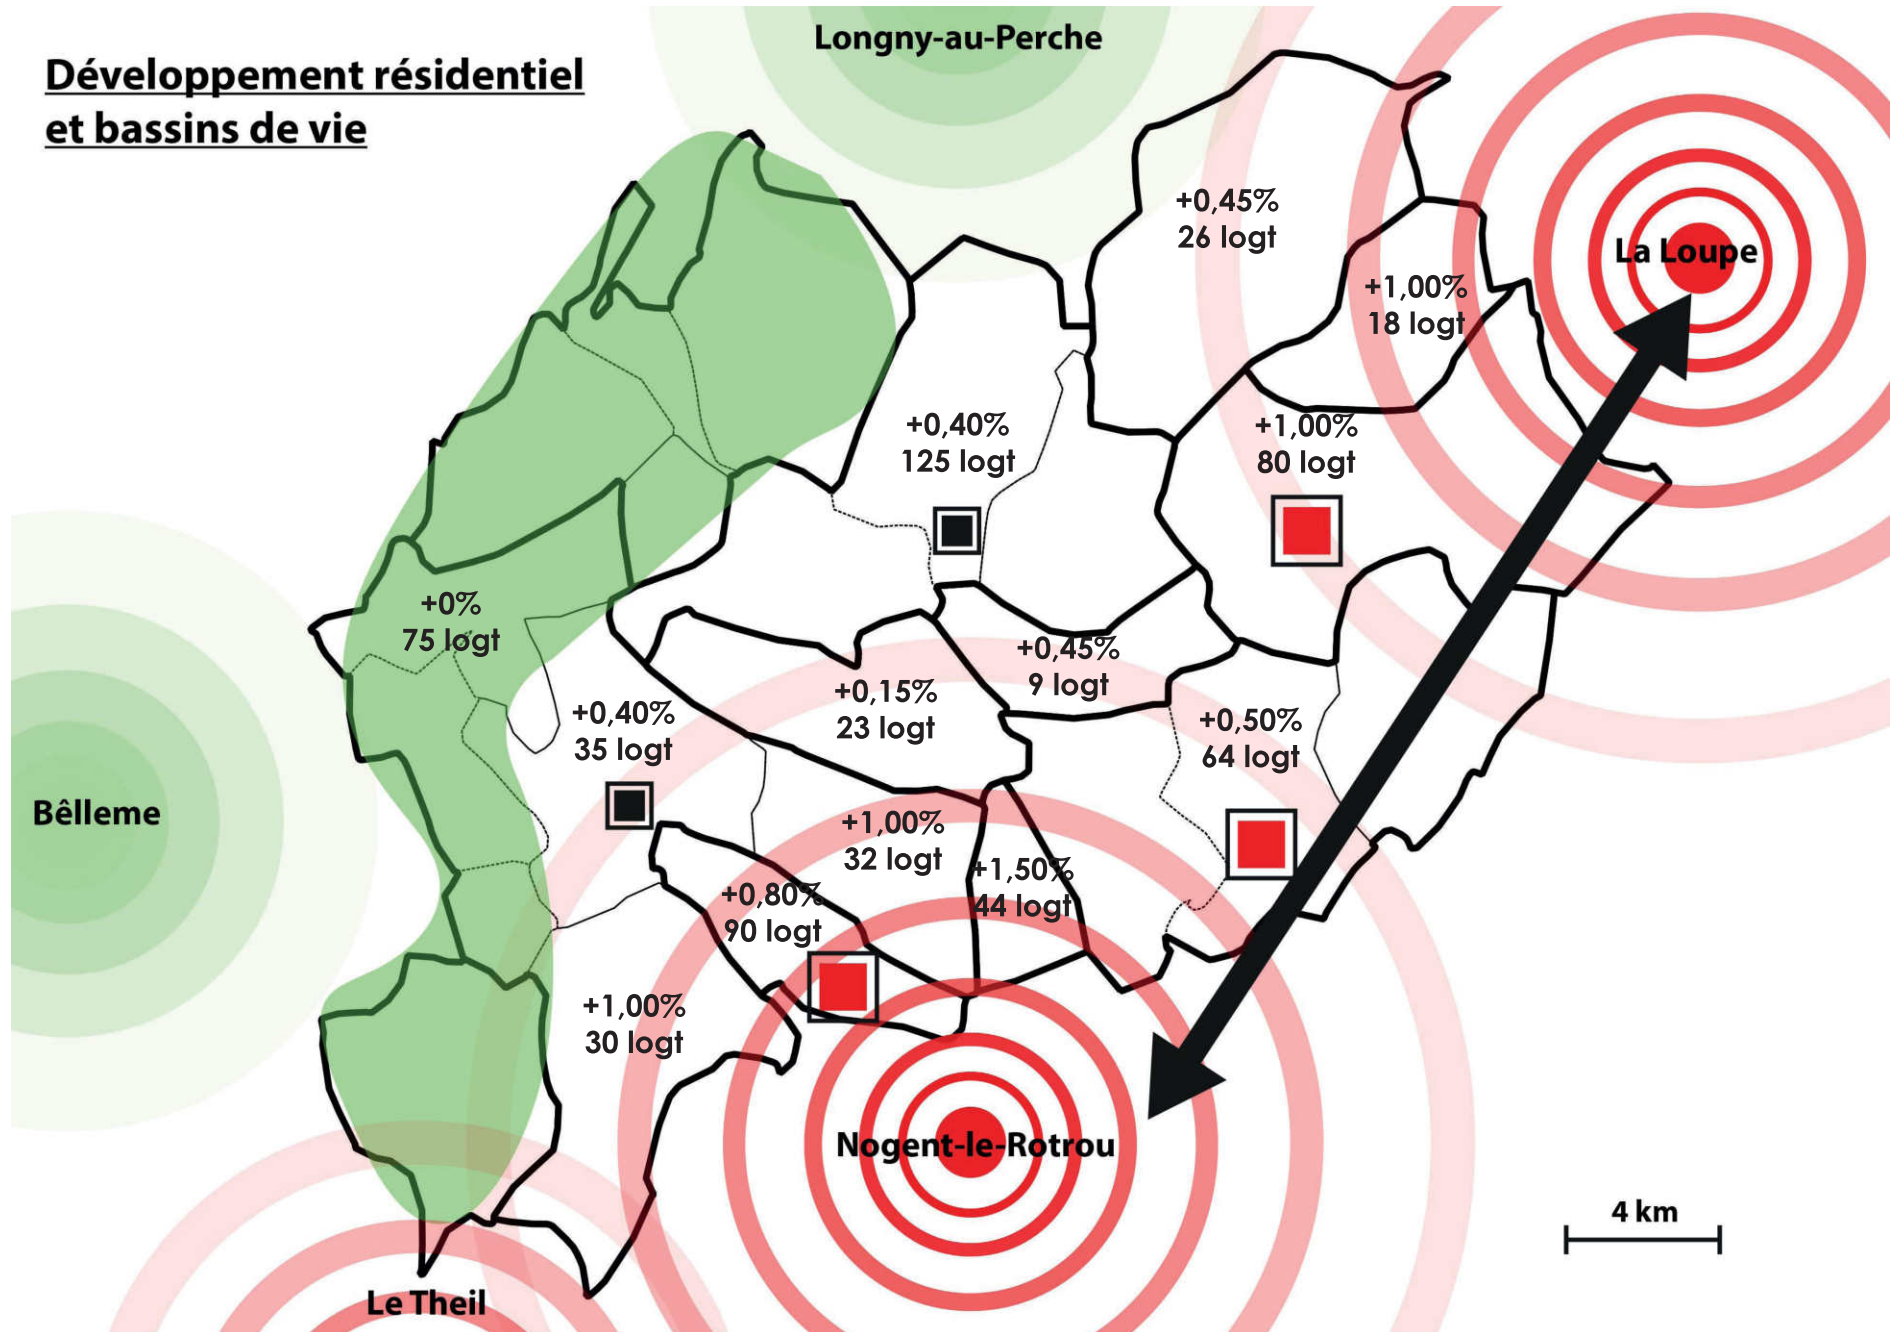 Développement résidentiel
et bassins de vie
Longny-au-Perche
+0,45%
26 logt
La Loupe
+1,00%
18 logt
+0,40%
125 logt
+1,00%
80 logt
+0%
75 logt
+0,45%
9 logt
+0,15%
23 logt
+0,40%
35 logt
+0,50%
64 logt
Bêlleme
+1,00%
32 logt
+1,50%
44 logt
+0,80%
90 logt
+1,00%
30 logt
Nogent-le-Rotrou
4 km
Le Theil